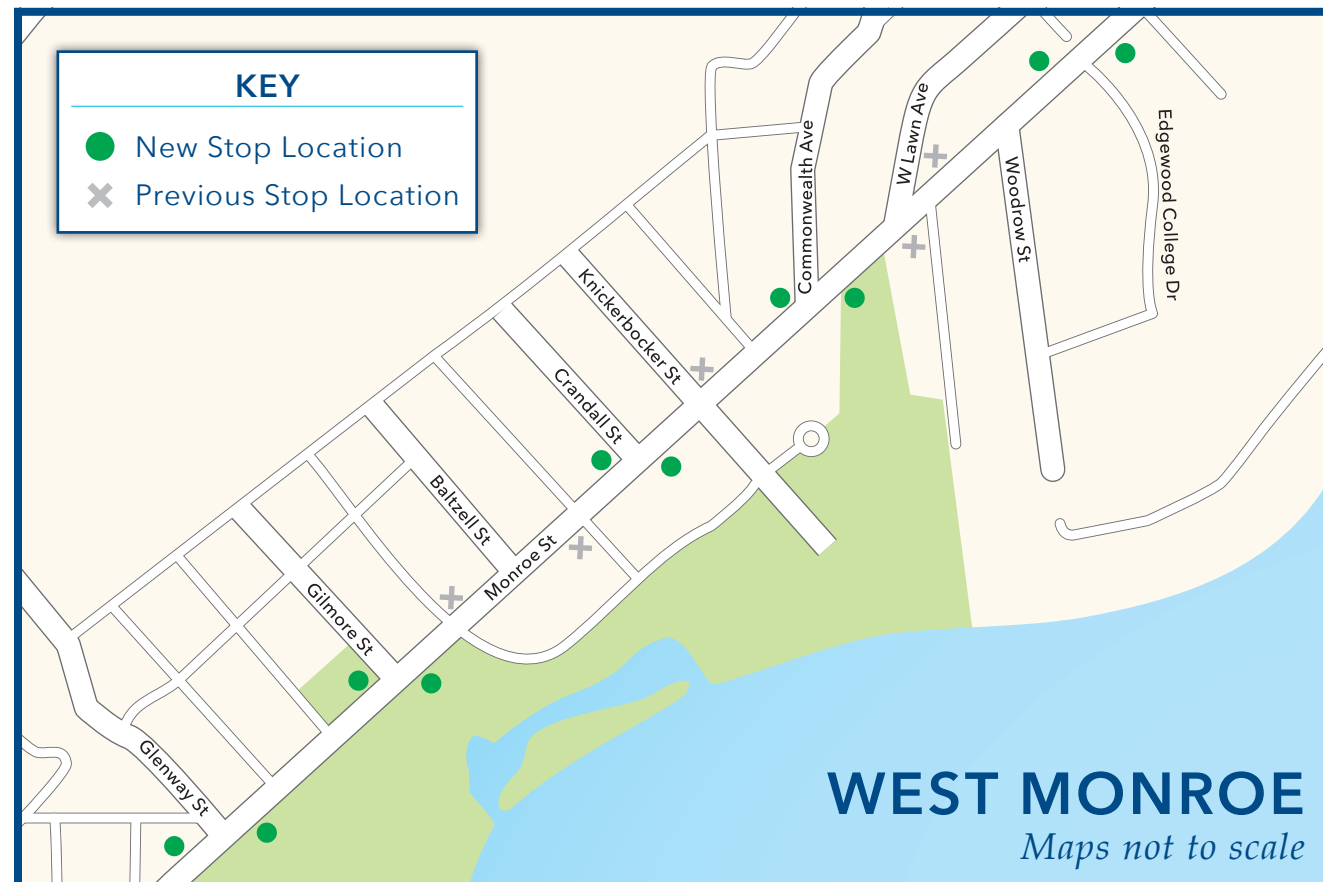 KEY
New Stop Location
Previous Stop Location
Commonwealth Ave
W Lawn Ave
Woodrow St
Edgewood College Dr
Knickerbocker St
Crandall St
Baltzell St
Monroe St
Gilmore St
Glenway St
WEST MONROE
Maps not to scale